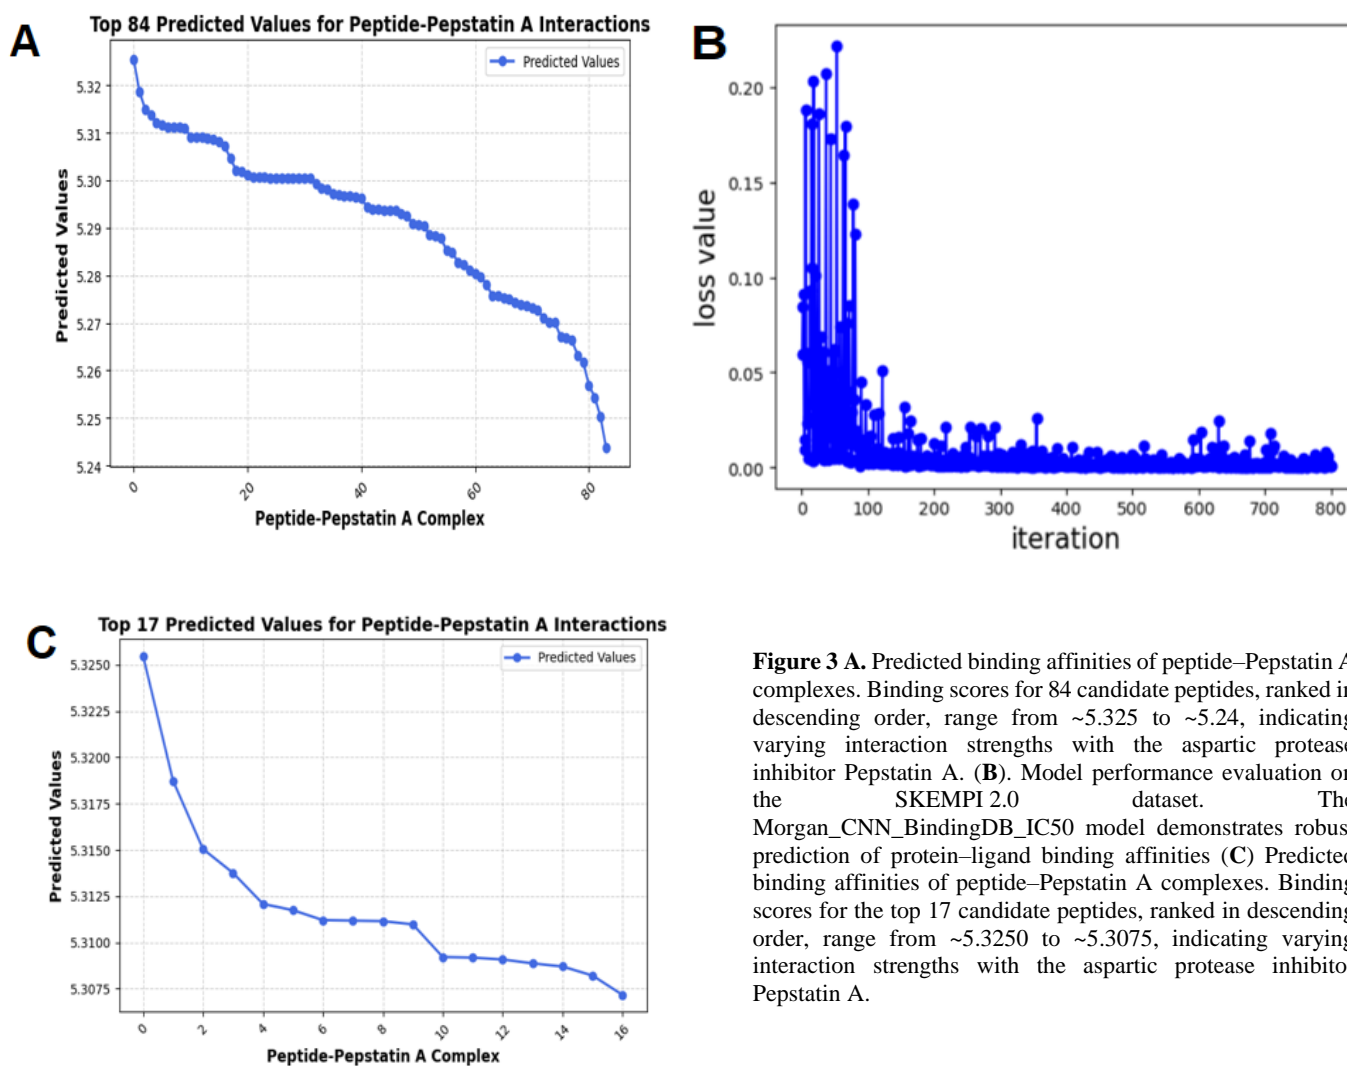 A
Top 84 Predicted Values for Peptide-Pepstatin A Interactions
Predicted Values
5.32
5.31
5.30
5.29
5.28
5.27
5.26
5.25
5.24
Predicted Values
0
20
40
60
80
Peptide-Pepstatin A Complex
B
0.20
0.15
0.10
0.05
0.00
loss value
0 100 200 300 400 500 600 700 800
iteration
C
Top 17 Predicted Values for Peptide-Pepstatin A Interactions
Predicted Values
5.3250
5.3225
5.3200
5.3175
5.3150
5.3125
5.3100
5.3075
Predicted Values
0 2 4 6 8 10 12 14 16
Peptide-Pepstatin A Complex
Figure 3 A. Predicted binding affinities of peptide–Pepstatin A
complexes. Binding scores for 84 candidate peptides, ranked in
descending order, range from ~5.325 to ~5.24, indicating
varying interaction strengths with the aspartic protease
inhibitor Pepstatin A. (B). Model performance evaluation on
the SKEMPI 2.0 dataset. The
Morgan_CNN_BindingDB_IC50 model demonstrates robus
prediction of protein–ligand binding affinities (C) Predicted
binding affinities of peptide–Pepstatin A complexes. Binding
scores for the top 17 candidate peptides, ranked in descending
order, range from ~5.3250 to ~5.3075, indicating varying
interaction strengths with the aspartic protease inhibito
Pepstatin A.